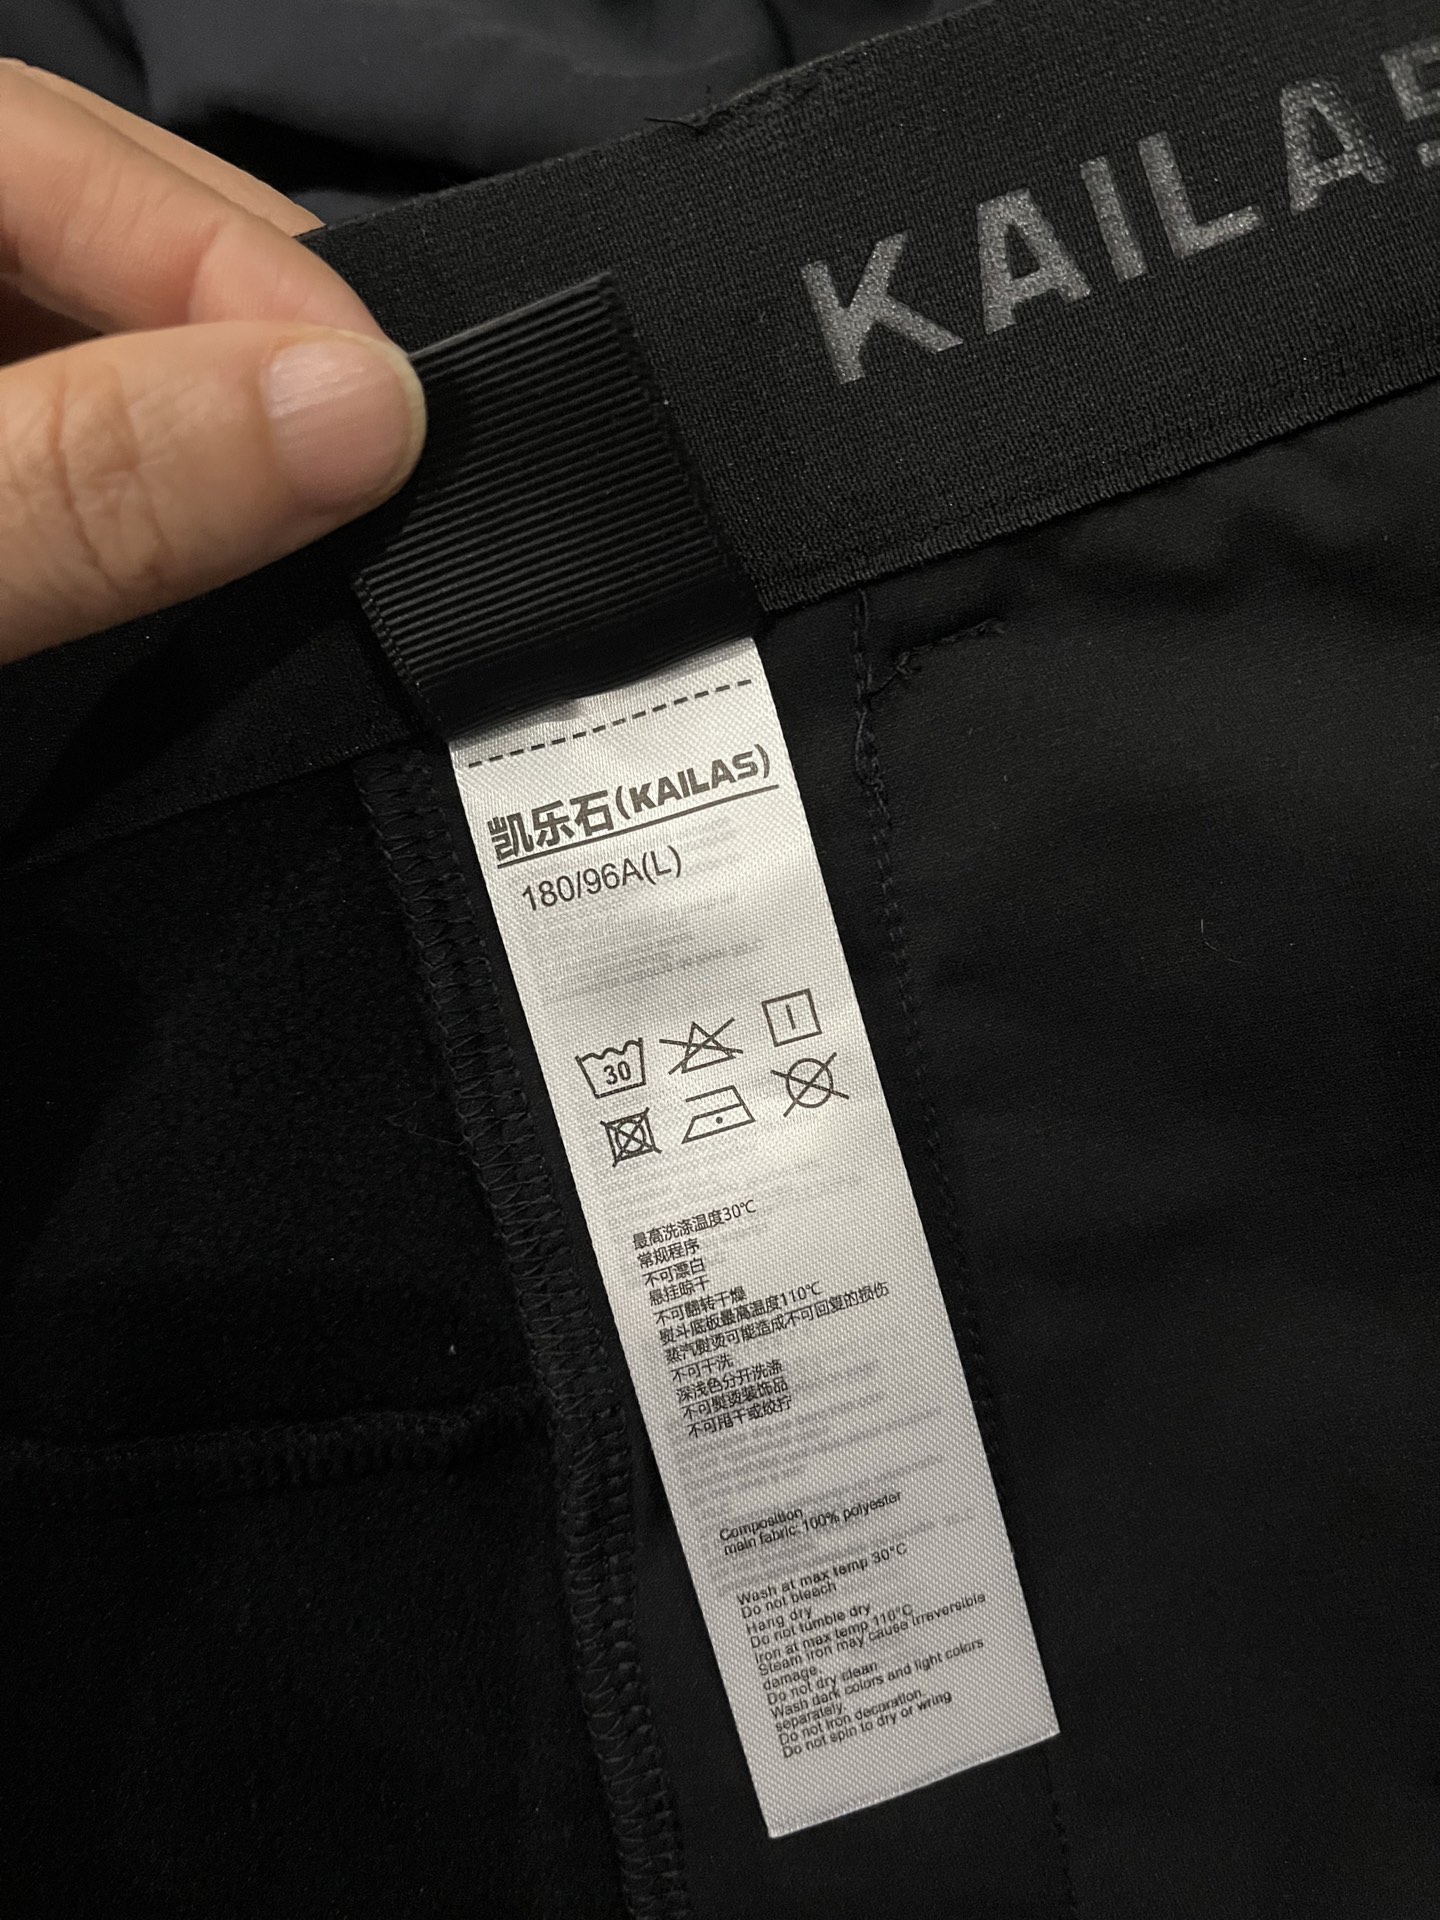 KAILAS
凯乐石(KAILAS)
180/96A(L)
30
最高洗涤温度30℃
常规程序
不可漂白
悬挂晾干
不可翻转干燥
熨斗底板最高温度110℃
蒸汽熨烫可能造成不可回复的损伤
不可干洗
深浅色分开洗涤
不可熨烫装饰品
不可甩干或绞拧
Composition
main fabric: 100% polyester
Wash at max temp 30°C
Do not bleach
Hang dry
Do not tumble dry
Iron at max temp 110°C
Steam iron may cause irreversible
damage
Do not dry clean
Wash dark colors and light colors
separately
Do not iron decoration
Do not spin to dry or wring